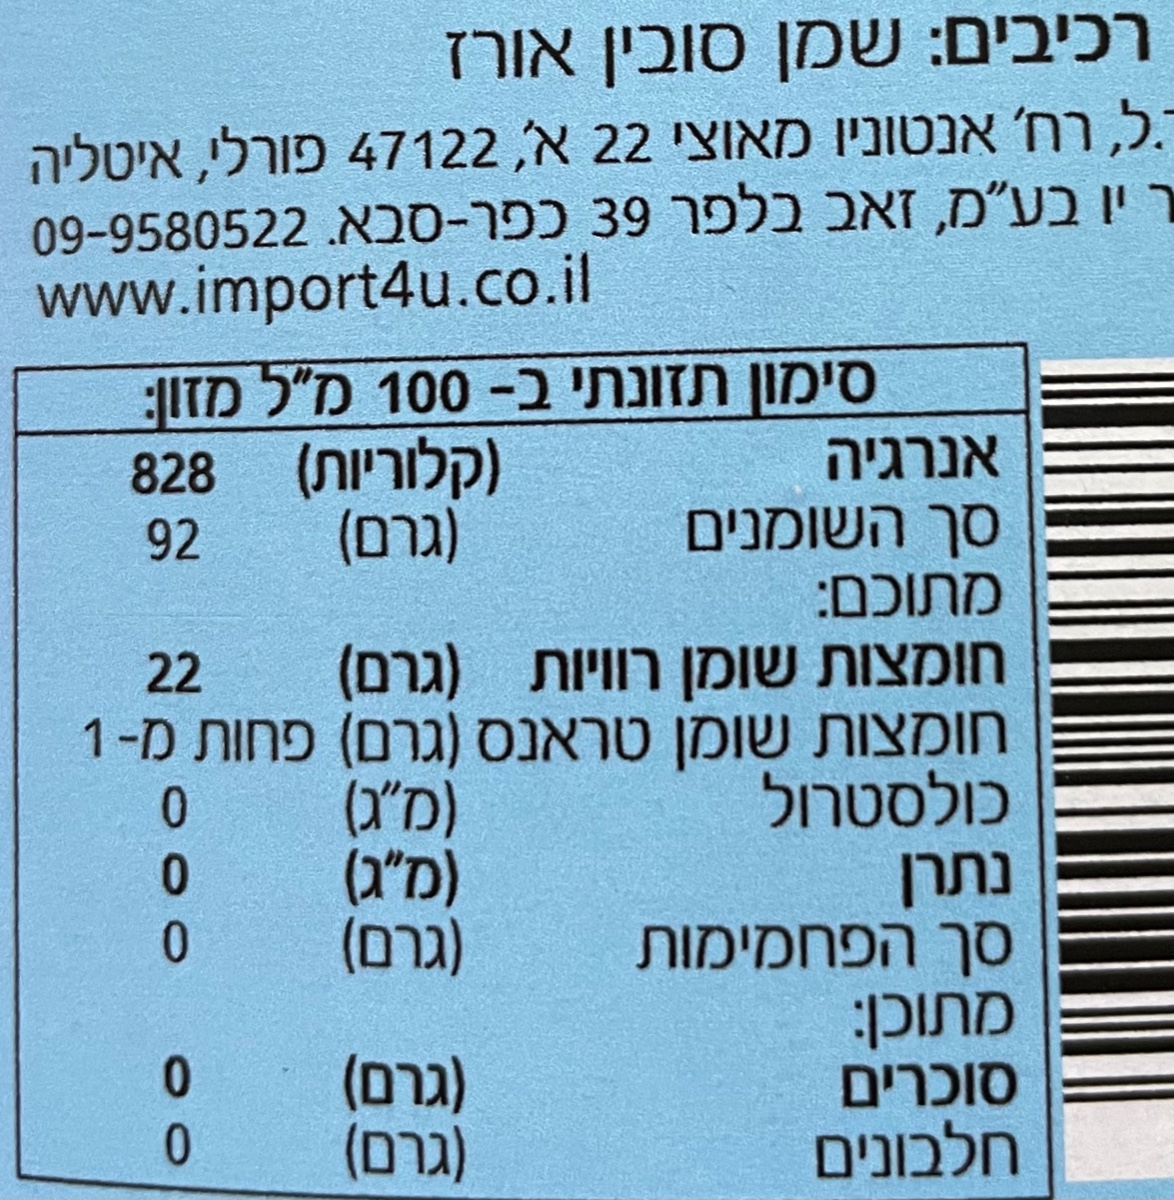 רכיבים: שמן סובין אורז
.ל, רח' אנטוניו מאוצי 22 א', 47122 פורלי, איטליה
ר יו בע"מ, זאב בלפר 39 כפר-סבא. 09-9580522
www.import4u.co.il
סימון תזונתי ב- 100 מ"ל מזון:
אנרגיה (קלוריות) 828
סך השומנים (גרם) 92
מתוכם:
חומצות שומן רוויות (גרם) 22
חומצות שומן טראנס (גרם) פחות מ- 1
כולסטרול (מ"ג) 0
נתרן (מ"ג) 0
סך הפחמימות (גרם) 0
מתוכן:
סוכרים (גרם) 0
חלבונים (גרם) 0